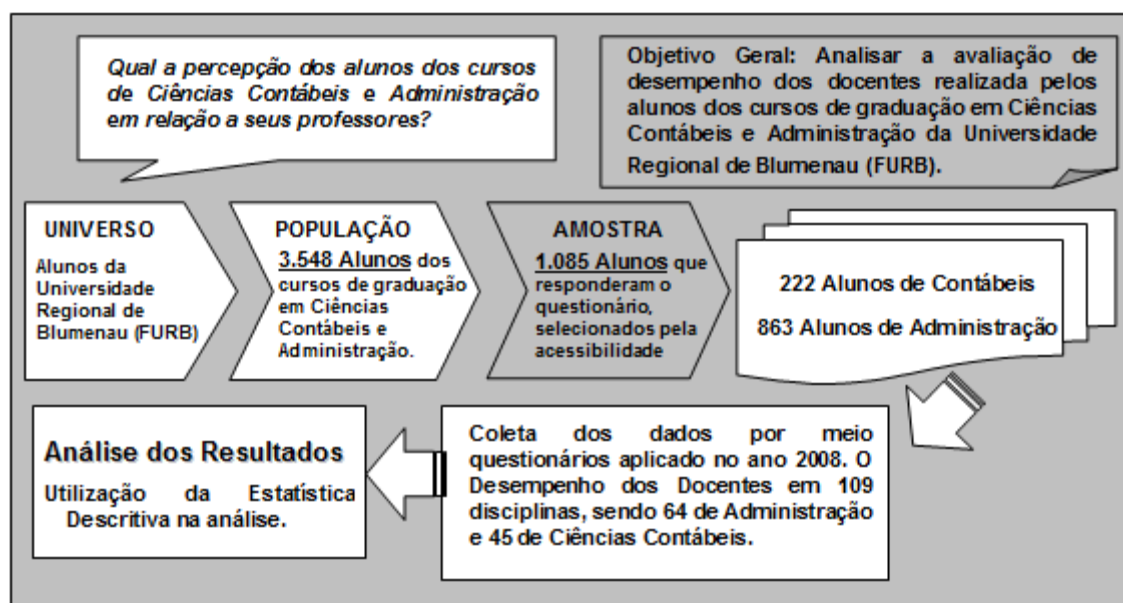 Qual a percepção dos alunos dos cursos
de Ciências Contábeis e Administração
em relação a seus professores?
Objetivo Geral: Analisar a avaliação de
desempenho dos docentes realizada pelos
alunos dos cursos de graduação em Ciências
Contábeis e Administração da Universidade
Regional de Blumenau (FURB).
UNIVERSO
Alunos da
Universidade
Regional de
Blumenau (FURB)
POPULAÇÃO
3.548 Alunos dos
cursos de graduação
em Ciências
Contábeis e
Administração.
AMOSTRA
1.085 Alunos que
responderam o
questionário,
selecionados pela
acessibilidade
222 Alunos de Contábeis
863 Alunos de Administração
Análise dos Resultados
Utilização da Estatística
Descritiva na análise.
Coleta dos dados por meio
questionários aplicado no ano 2008. O
Desempenho dos Docentes em 109
disciplinas, sendo 64 de Administração
e 45 de Ciências Contábeis.